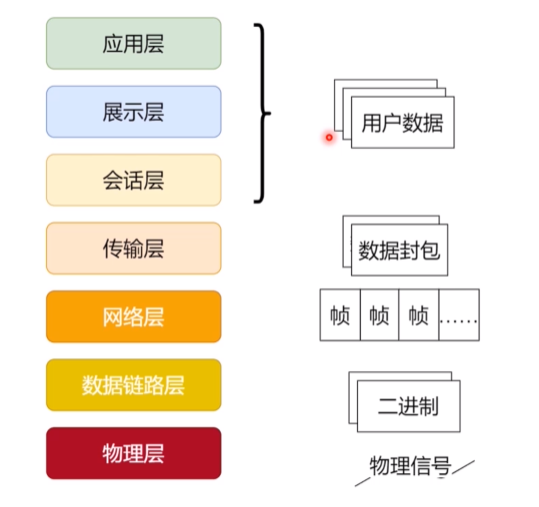 应用层
展示层
会话层
传输层
网络层
数据链路层
物理层
用户数据
数据封包
帧 帧 帧 ……
二进制
物理信号